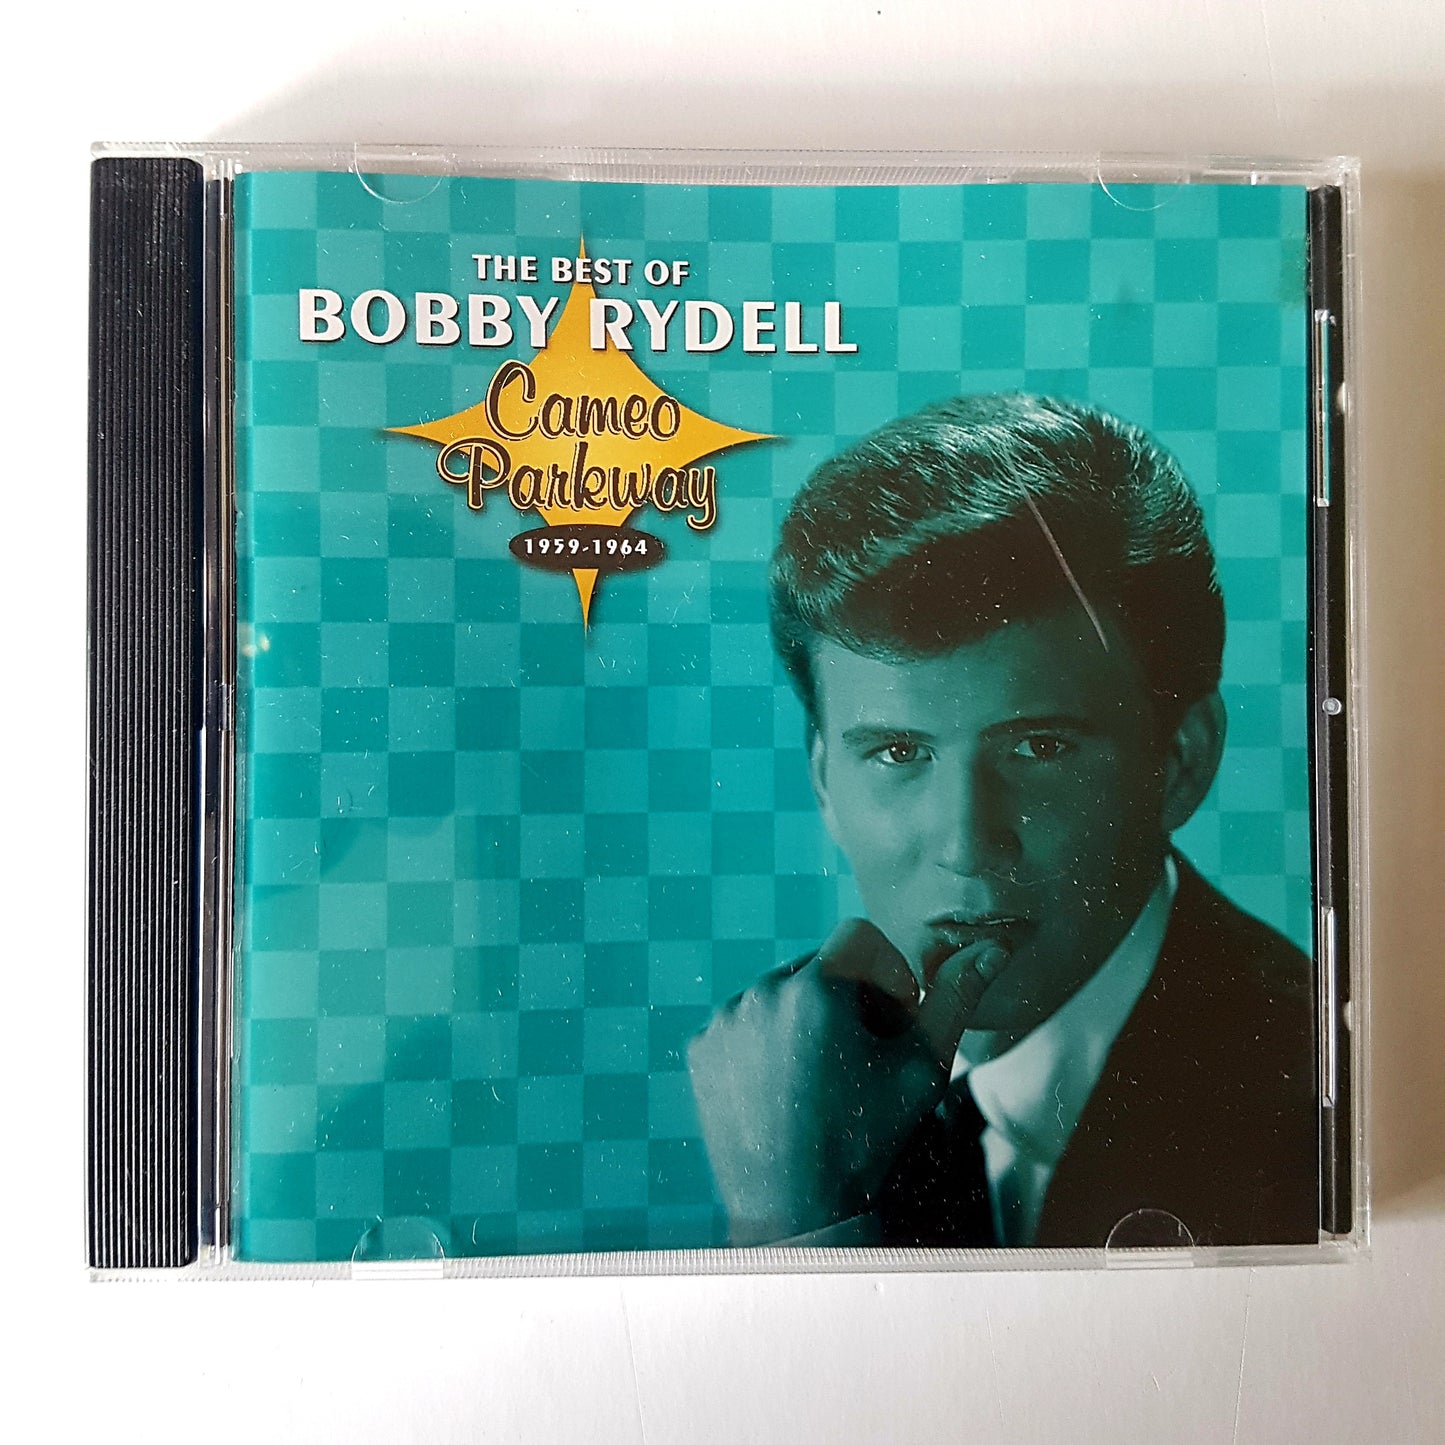 THE BEST OF
BOBBY RYDELL
Cameo
Parkway
1959-1964